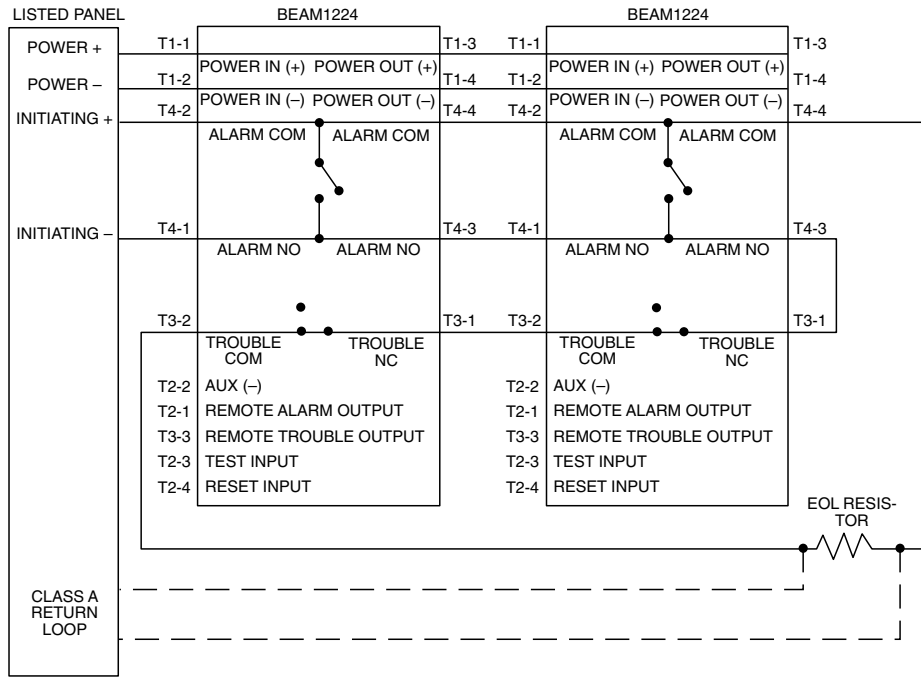 LISTED PANEL BEAM1224 BEAM1224
POWER + T1-1 T1-3 T1-1 T1-3
POWER IN (+) POWER OUT (+) POWER IN (+) POWER OUT (+)
POWER – T1-2 T1-4 T1-2 T1-4
POWER IN (–) POWER OUT (–) POWER IN (–) POWER OUT (–)
INITIATING + T4-2 T4-4 T4-2 T4-4
ALARM COM ALARM COM ALARM COM ALARM COM
INITIATING – T4-1 T4-3 T4-1 T4-3
ALARM NO ALARM NO ALARM NO ALARM NO
T3-2 T3-1 T3-2 T3-1
TROUBLE TROUBLE TROUBLE TROUBLE
COM NC COM NC
T2-2 AUX (–) T2-2 AUX (–)
T2-1 REMOTE ALARM OUTPUT T2-1 REMOTE ALARM OUTPUT
T3-3 REMOTE TROUBLE OUTPUT T3-3 REMOTE TROUBLE OUTPUT
T2-3 TEST INPUT T2-3 TEST INPUT
T2-4 RESET INPUT T2-4 RESET INPUT
EOL RESIS-
TOR
CLASS A
RETURN
LOOP